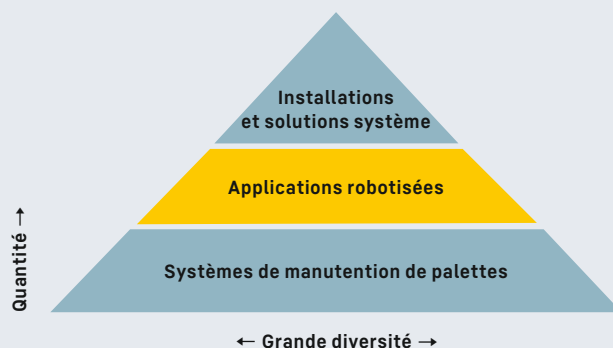 Installations
et solutions système
Applications robotisées
Systèmes de manutention de palettes
Quantité →
← Grande diversité →